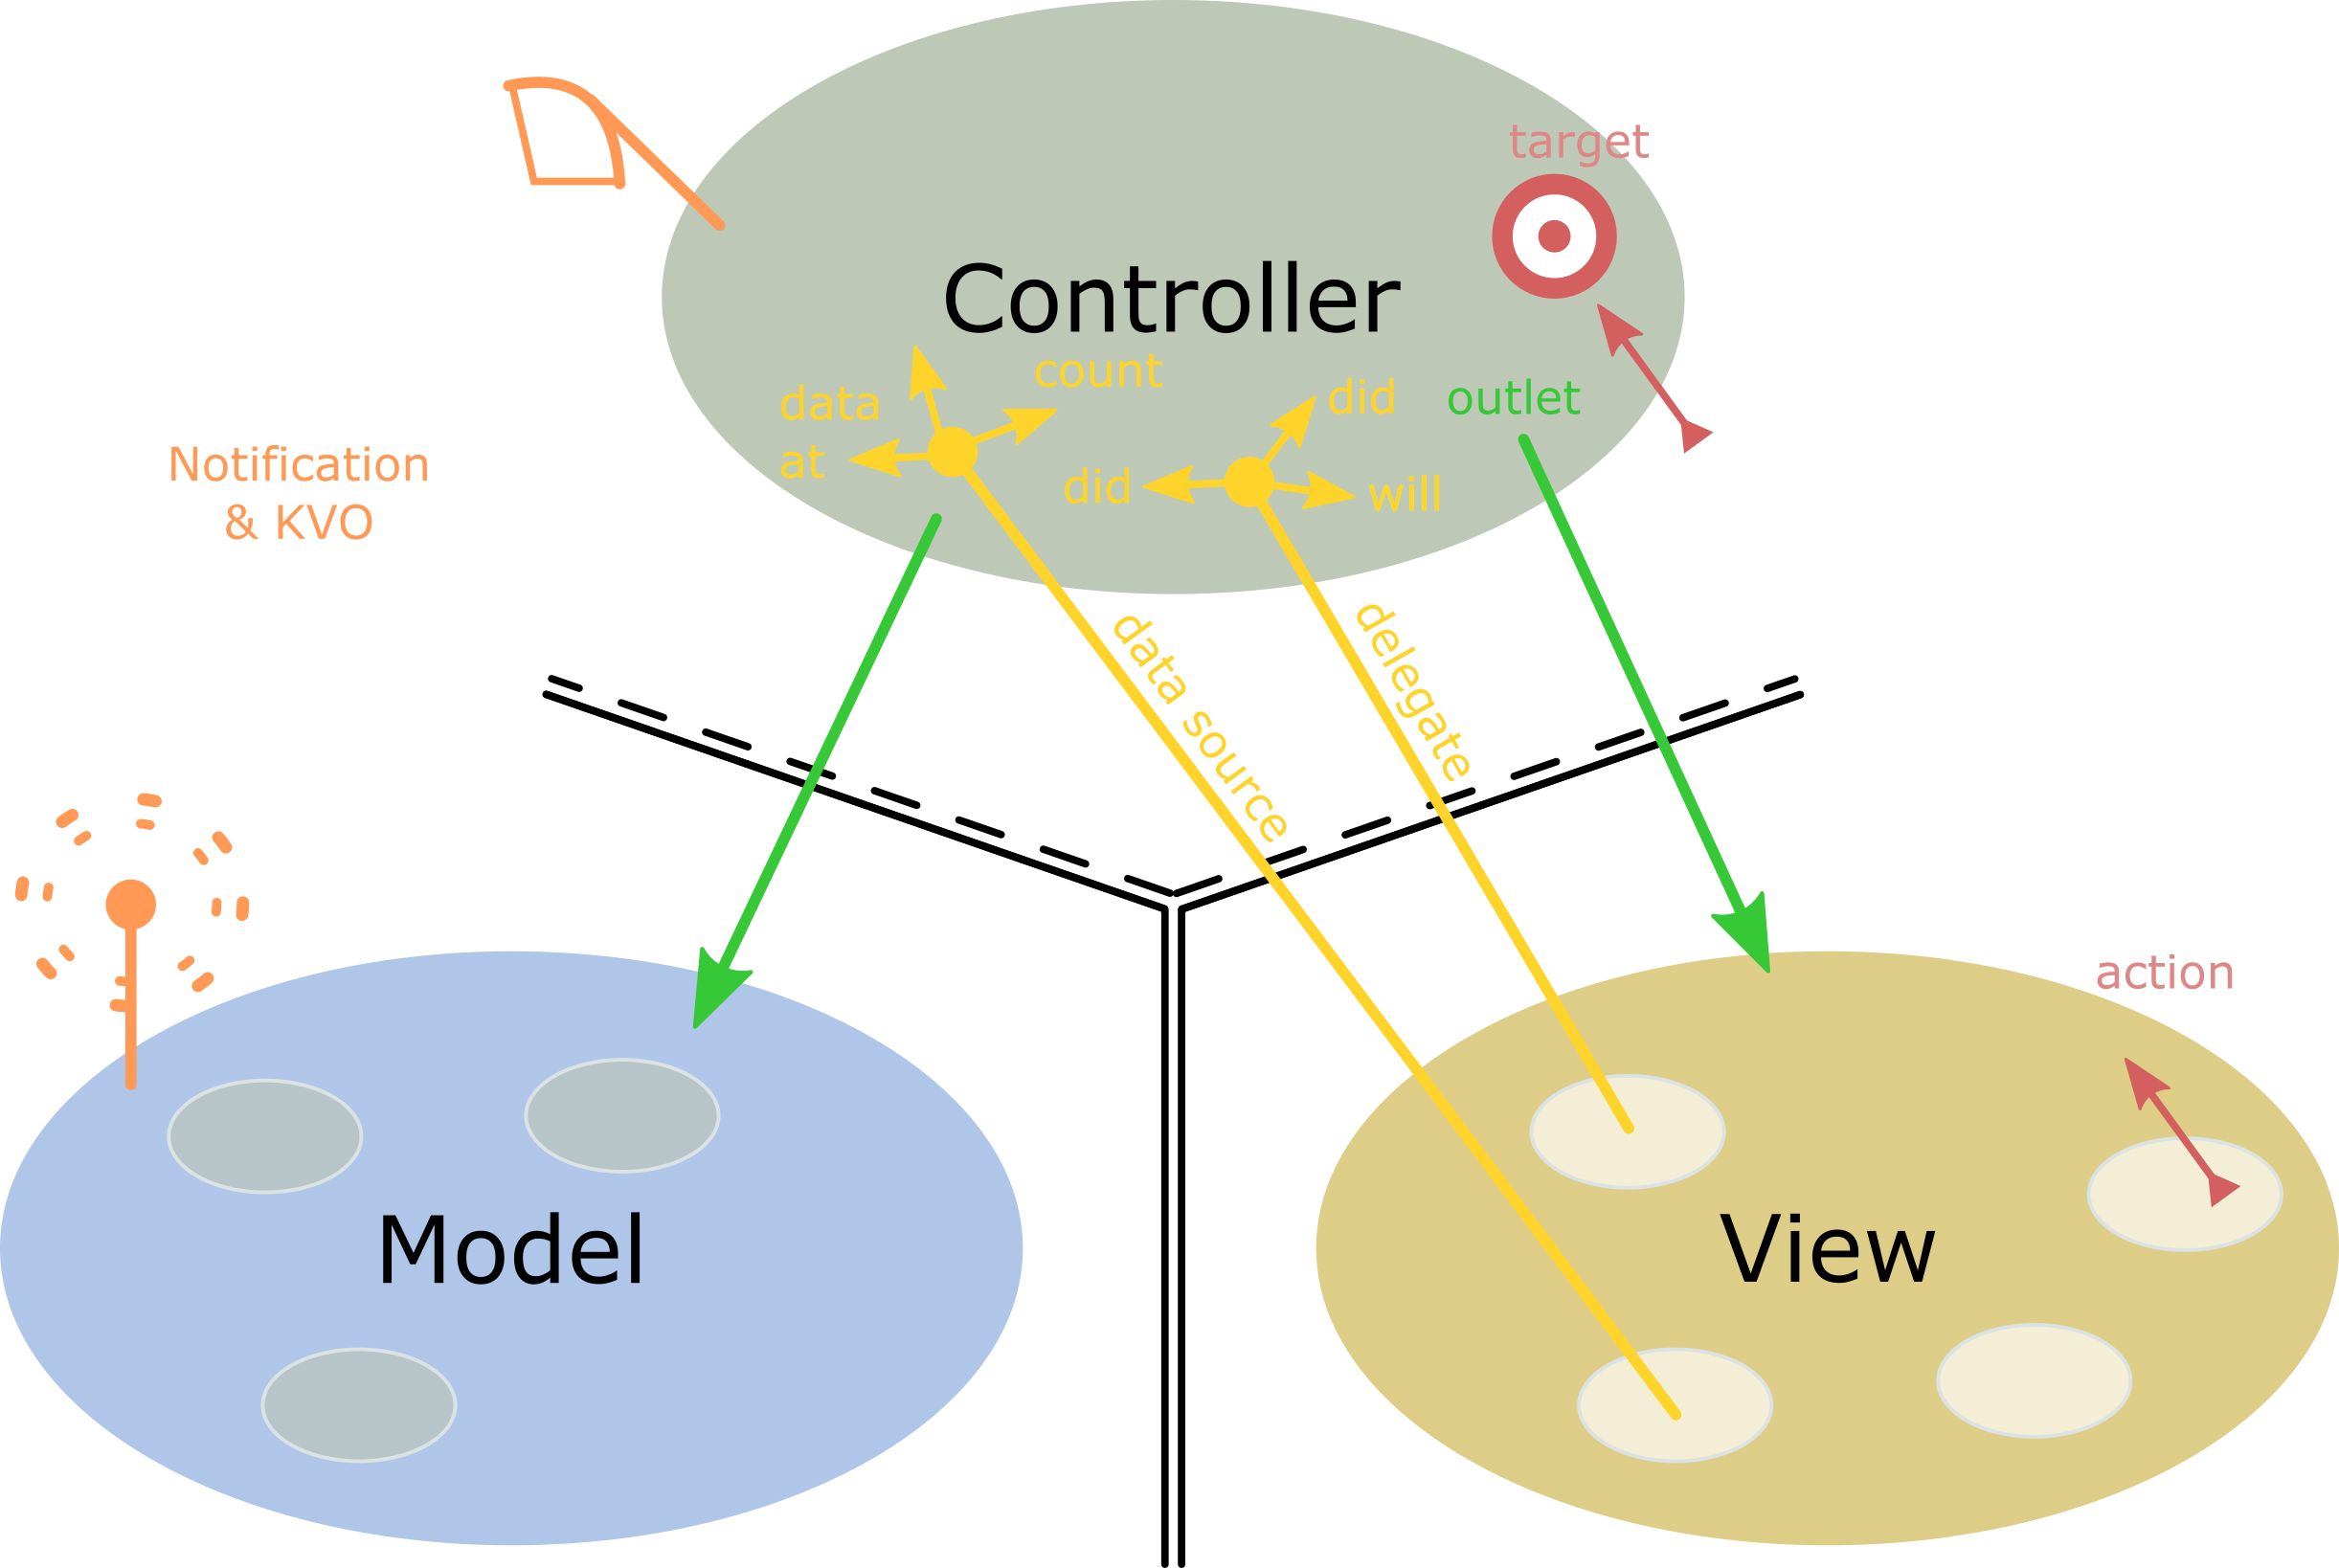 target
Controller
count
data
at
did
did
will
outlet
Notification
& KVO
data source
delegate
action
Model
View